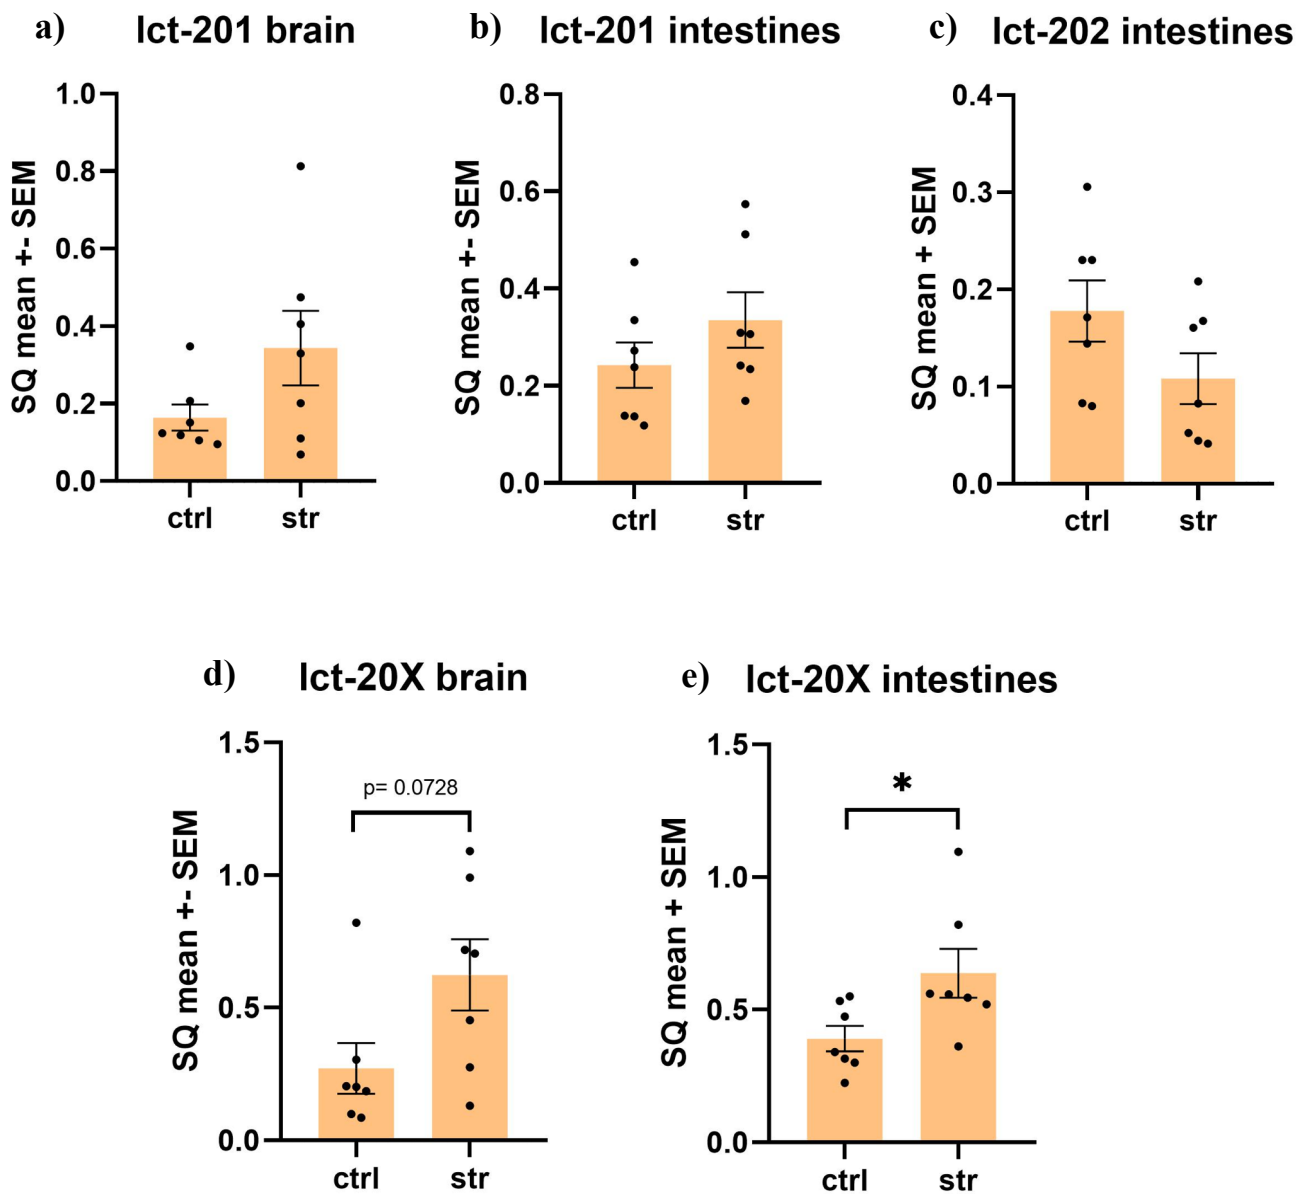 a) lct-201 brain
SQ mean +- SEM
1.0
0.8
0.6
0.4
0.2
0.0
ctrl str
b) lct-201 intestines
SQ mean +- SEM
0.8
0.6
0.4
0.2
0.0
ctrl str
c) lct-202 intestines
SQ mean + SEM
0.4
0.3
0.2
0.1
0.0
ctrl str
d) lct-20X brain
SQ mean +- SEM
1.5
1.0
0.5
0.0
p= 0.0728
ctrl str
e) lct-20X intestines
SQ mean + SEM
1.5
1.0
0.5
0.0
*
ctrl str